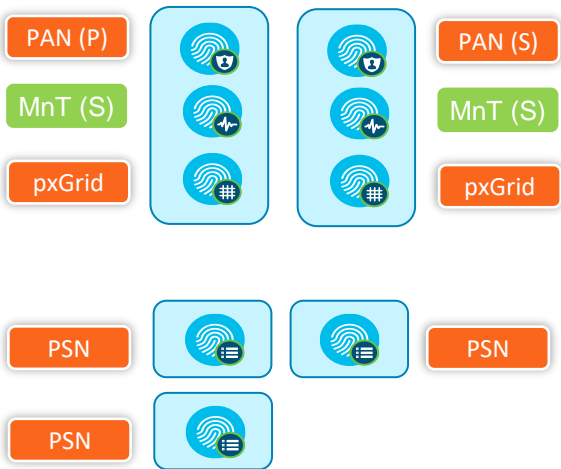 PAN (P)
PAN (S)
MnT (S)
MnT (S)
pxGrid
pxGrid
PSN
PSN
PSN